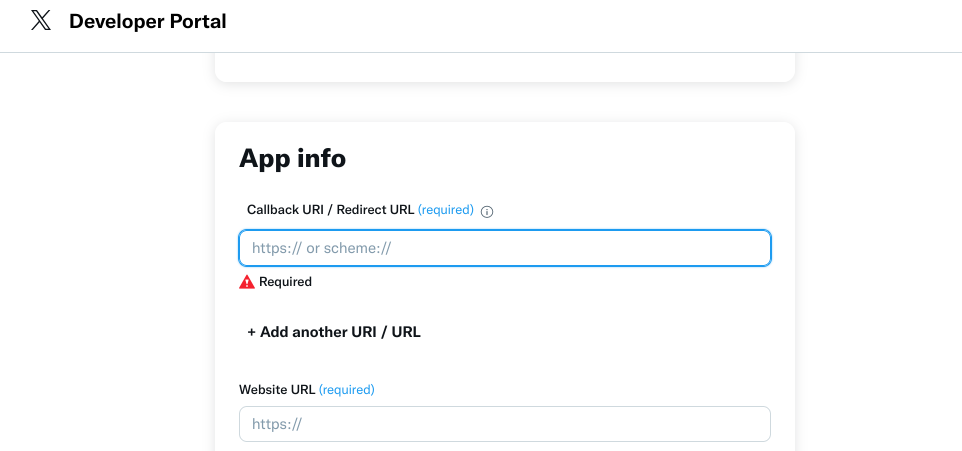 Developer Portal
App info
Callback URI / Redirect URL (required)
https:// or scheme://
Required
+ Add another URI / URL
Website URL (required)
https://